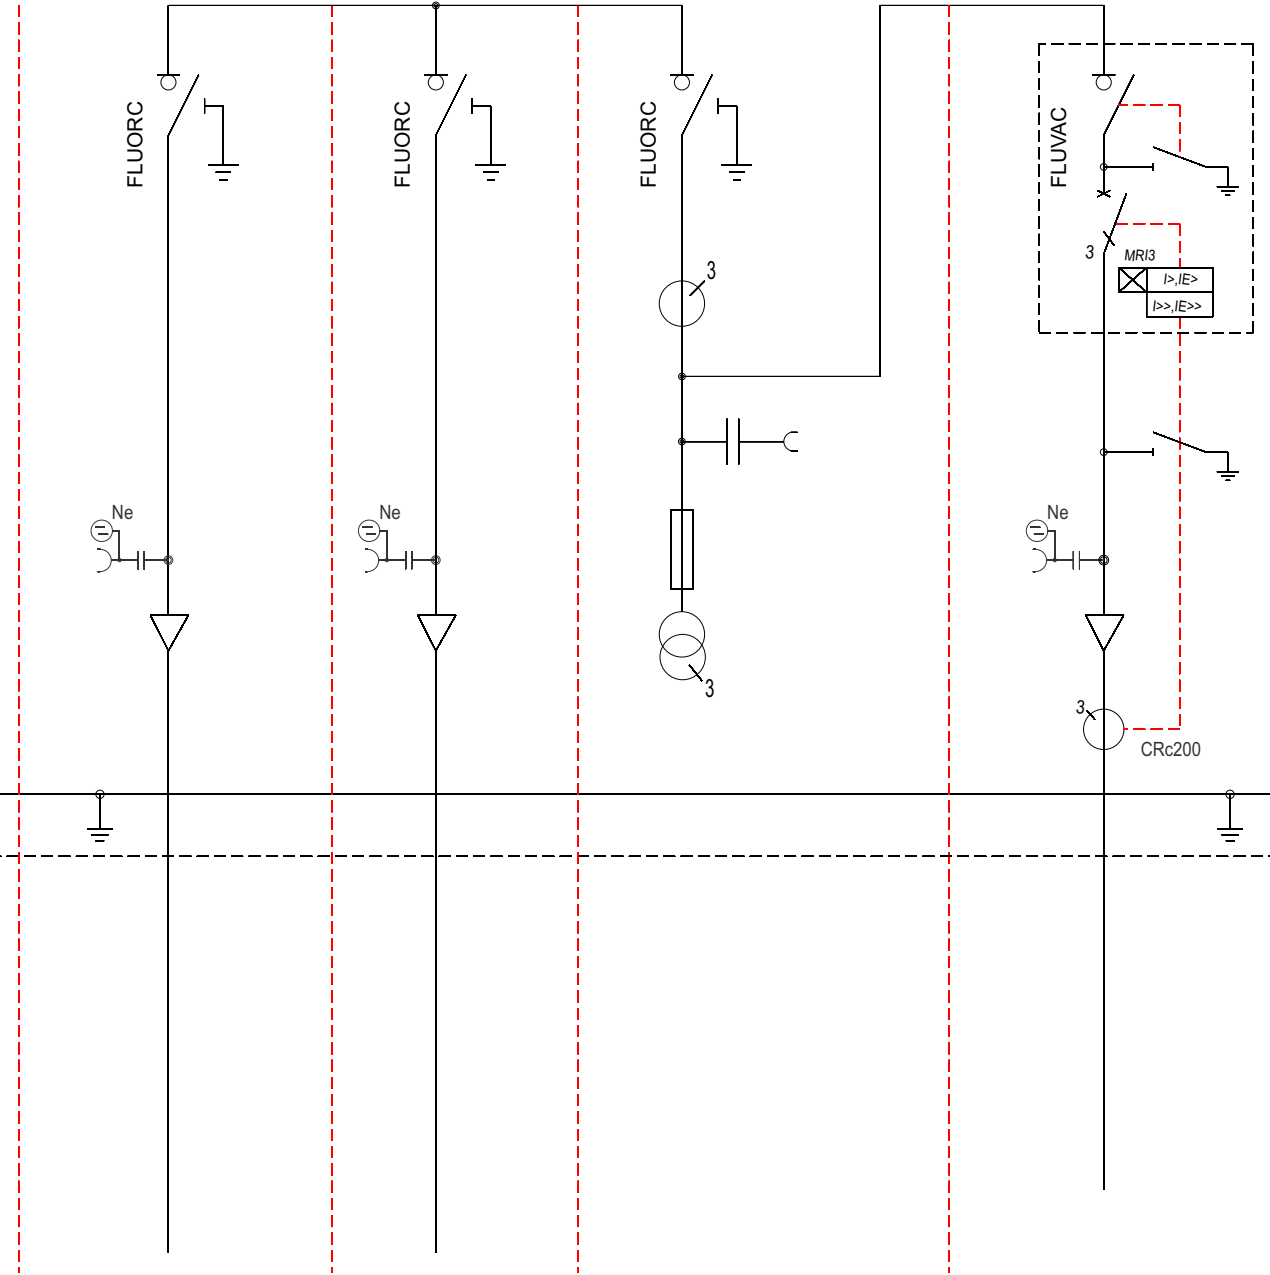 FLUORC
FLUORC
FLUORC
FLUVAC
3
3
MRI3
I>,IE>
I>>,IE>>
Ne
Ne
Ne
3
3
CRc200